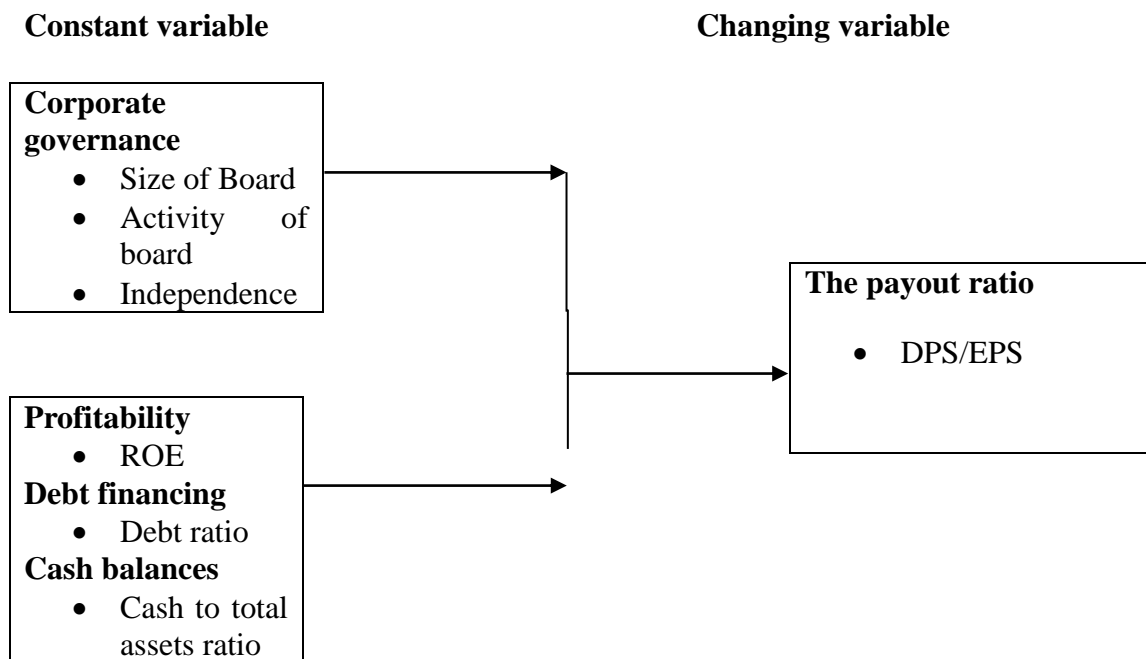 Constant variable
Changing variable
Corporate
governance
• Size of Board
• Activity of
board
• Independence
The payout ratio
• DPS/EPS
Profitability
• ROE
Debt financing
• Debt ratio
Cash balances
• Cash to total
assets ratio